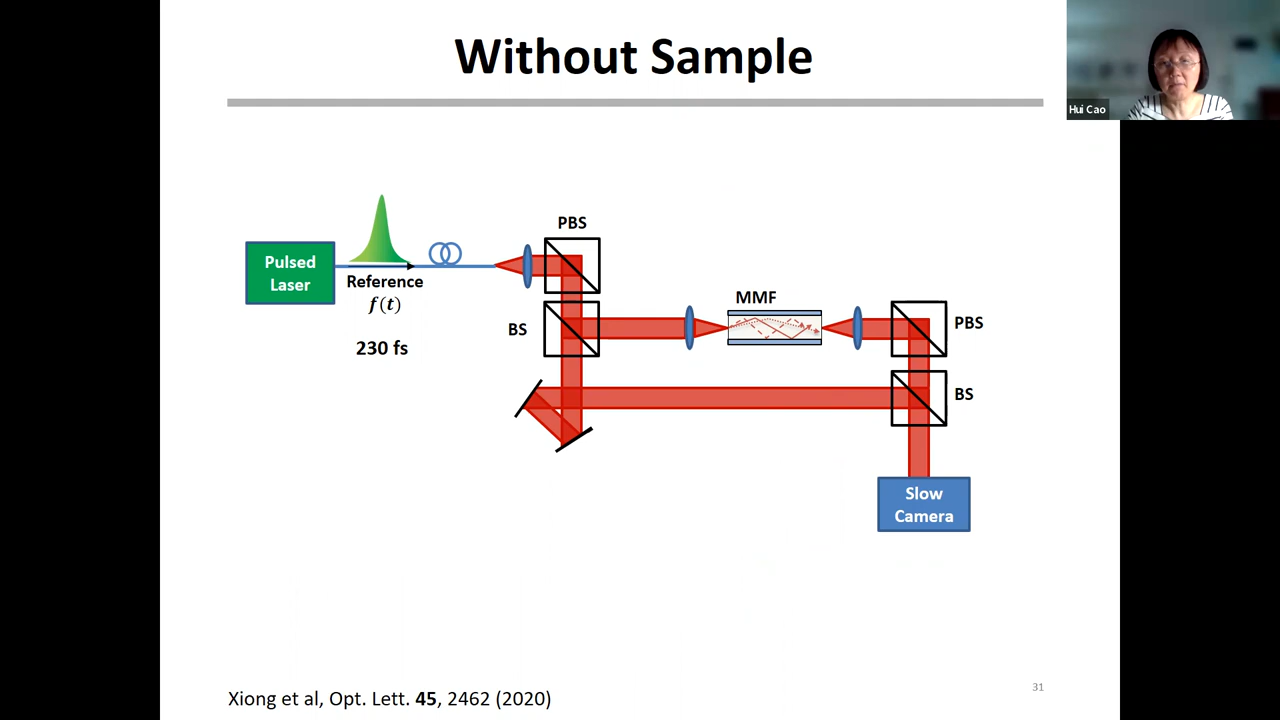 Without Sample
Hui Cao
PBS
Pulsed
Laser
Reference
f(t)
230 fs
BS
MMF
PBS
BS
Slow
Camera
Xiong et al, Opt. Lett. 45, 2462 (2020)
31